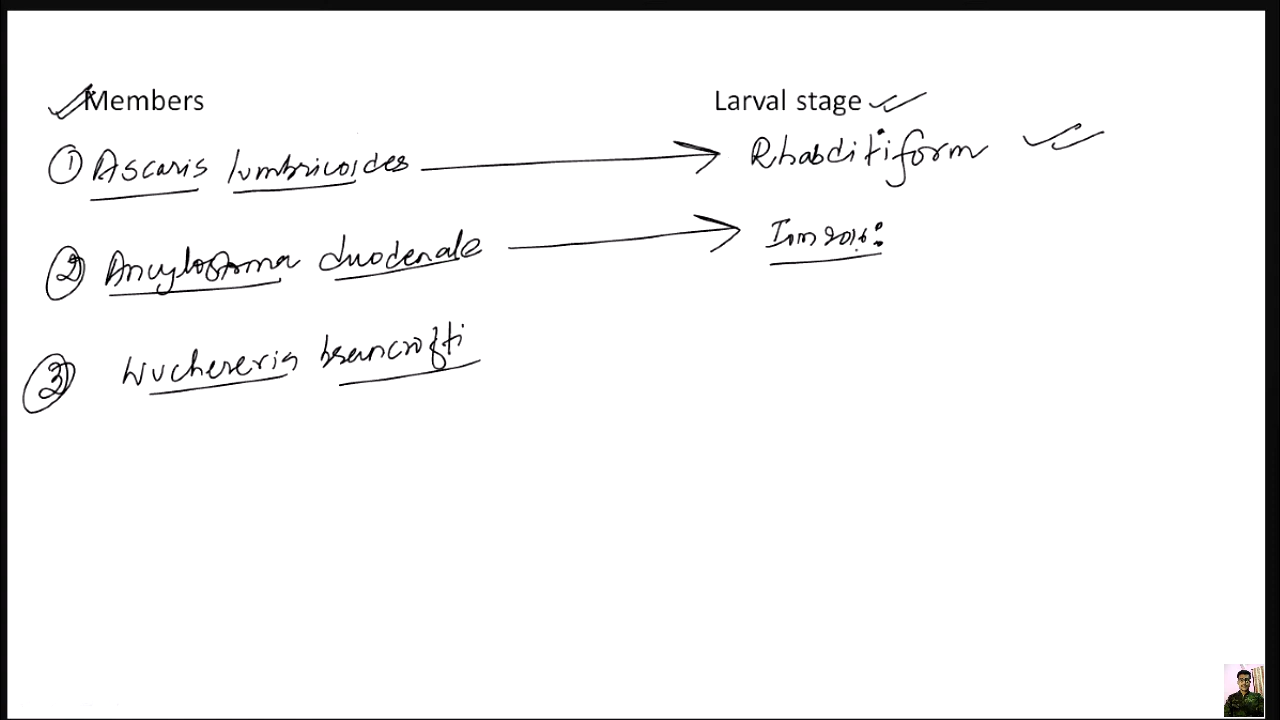 Members Larval stage
① Ascaris lumbricoides → Rhabditiform
② Ancylostoma duodenale →
③ Wuchereria bancrofti